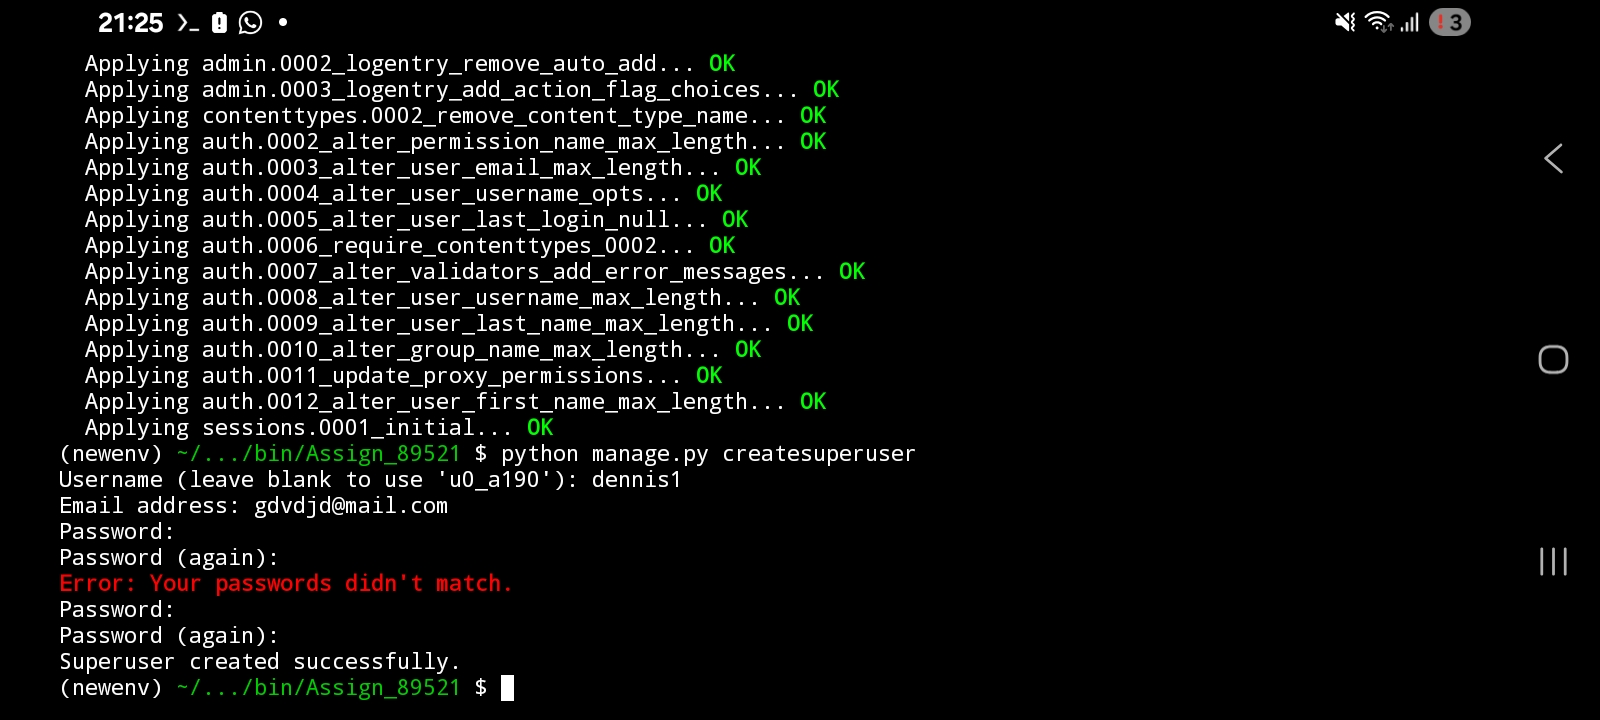 21:25
3
Applying admin.0002_logentry_remove_auto_add... OK
Applying admin.0003_logentry_add_action_flag_choices... OK
Applying contenttypes.0002_remove_content_type_name... OK
Applying auth.0002_alter_permission_name_max_length... OK
Applying auth.0003_alter_user_email_max_length... OK
Applying auth.0004_alter_user_username_opts... OK
Applying auth.0005_alter_user_last_login_null... OK
Applying auth.0006_require_contenttypes_0002... OK
Applying auth.0007_alter_validators_add_error_messages... OK
Applying auth.0008_alter_user_username_max_length... OK
Applying auth.0009_alter_user_last_name_max_length... OK
Applying auth.0010_alter_group_name_max_length... OK
Applying auth.0011_update_proxy_permissions... OK
Applying auth.0012_alter_user_first_name_max_length... OK
Applying sessions.0001_initial... OK
(newenv) ~/.../bin/Assign_89521 $ python manage.py createsuperuser
Username (leave blank to use 'u0_a190'): dennis1
Email address: gdvdjd@mail.com
Password:
Password (again):
Error: Your passwords didn't match.
Password:
Password (again):
Superuser created successfully.
(newenv) ~/.../bin/Assign_89521 $